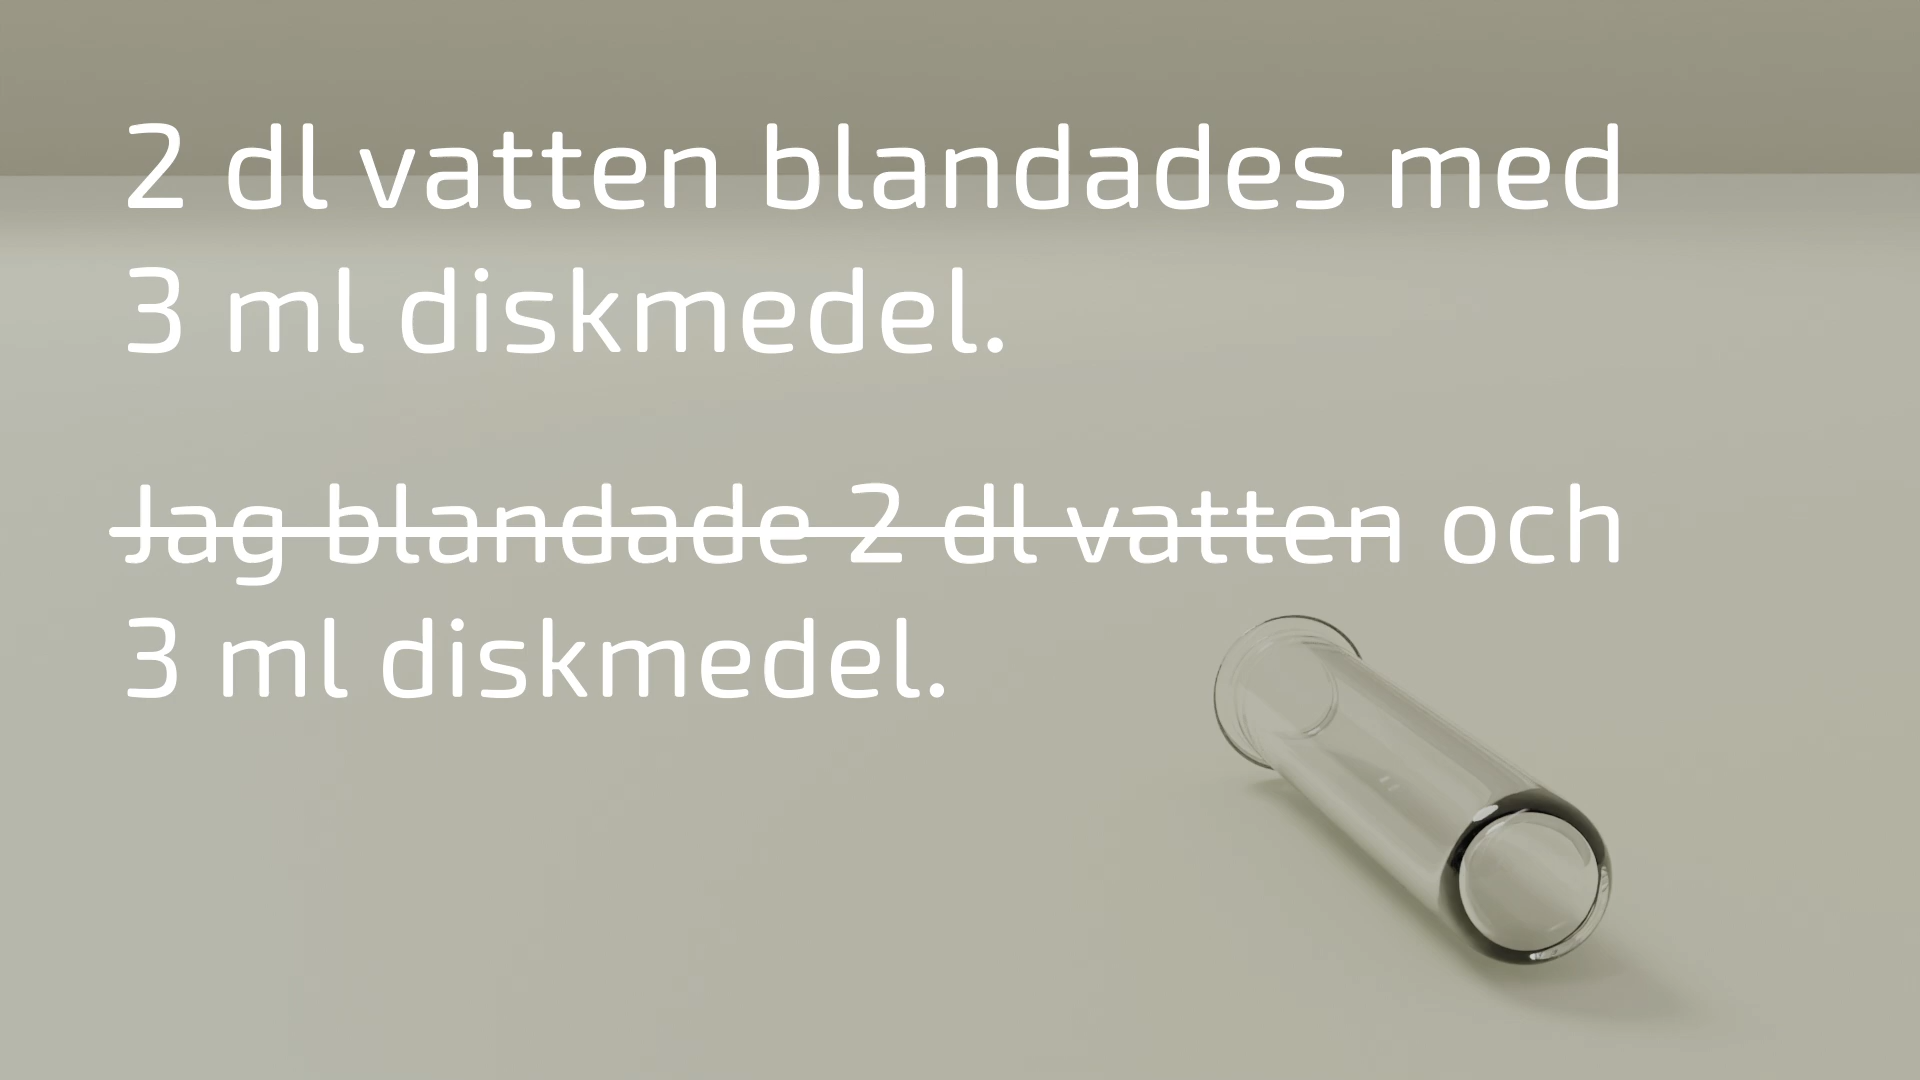 2 dl vatten blandades med
3 ml diskmedel.
Jag blandade 2 dl vatten och
3 ml diskmedel.